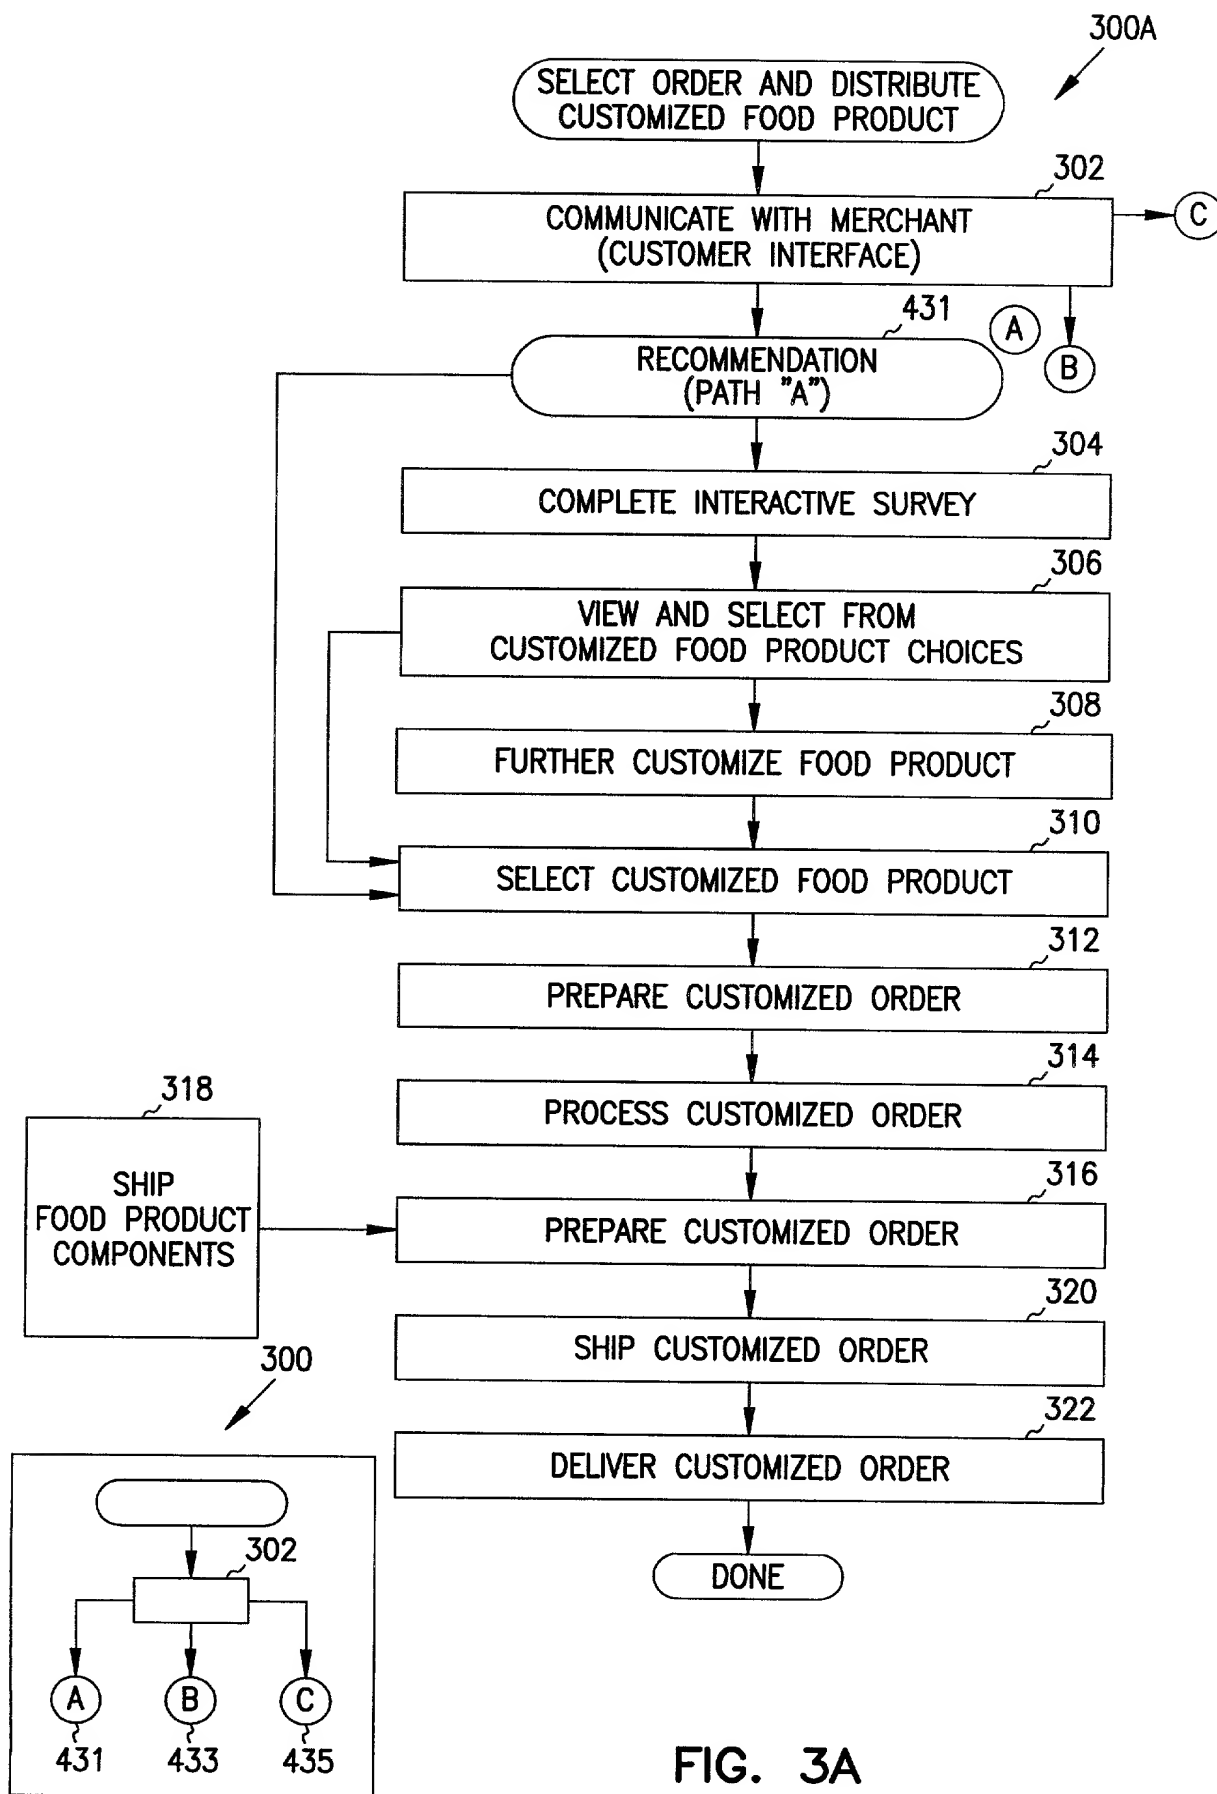 300A
SELECT ORDER AND DISTRIBUTE
CUSTOMIZED FOOD PRODUCT
302
COMMUNICATE WITH MERCHANT
(CUSTOMER INTERFACE)
C
431
A
B
RECOMMENDATION
(PATH "A")
304
COMPLETE INTERACTIVE SURVEY
306
VIEW AND SELECT FROM
CUSTOMIZED FOOD PRODUCT CHOICES
308
FURTHER CUSTOMIZE FOOD PRODUCT
310
SELECT CUSTOMIZED FOOD PRODUCT
312
PREPARE CUSTOMIZED ORDER
314
PROCESS CUSTOMIZED ORDER
318
SHIP
FOOD PRODUCT
COMPONENTS
316
PREPARE CUSTOMIZED ORDER
320
SHIP CUSTOMIZED ORDER
322
DELIVER CUSTOMIZED ORDER
DONE
300
302
A
B
C
431
433
435
FIG. 3A